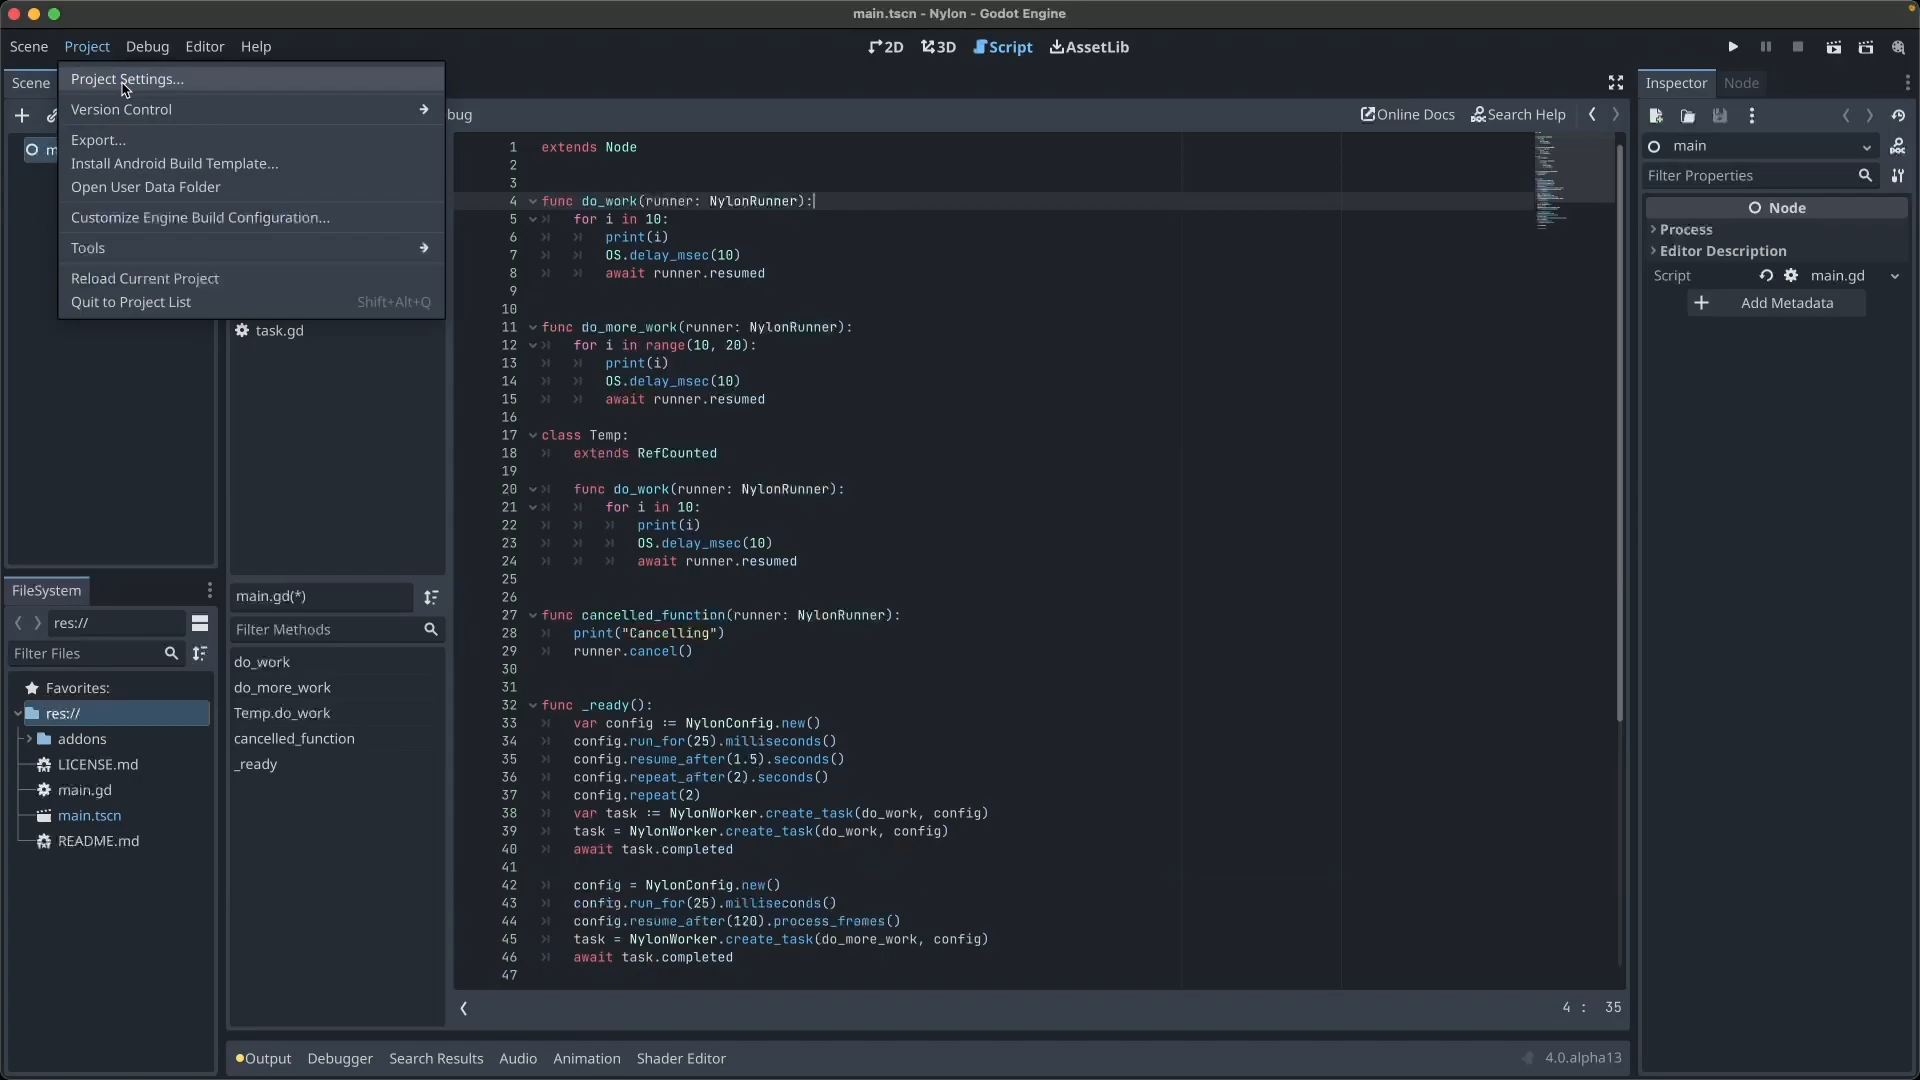 main.tscn - Nylon - Godot Engine
Scene Project Debug Editor Help
2D 3D Script AssetLib
Scene
Project Settings...
Version Control
Export...
Install Android Build Template...
Open User Data Folder
Customize Engine Build Configuration...
Tools
Reload Current Project
Quit to Project List Shift+Alt+Q
bug
Online Docs Search Help
m
task.gd
main.gd(*)
Filter Methods
do_work
do_more_work
Temp.do_work
cancelled_function
_ready
FileSystem
res://
Filter Files
Favorites:
res://
addons
LICENSE.md
main.gd
main.tscn
README.md
1 extends Node
2
3
4 func do_work(runner: NylonRunner):
5 for i in 10:
6 print(i)
7 OS.delay_msec(10)
8 await runner.resumed
9
10
11 func do_more_work(runner: NylonRunner):
12 for i in range(10, 20):
13 print(i)
14 OS.delay_msec(10)
15 await runner.resumed
16
17 class Temp:
18 extends RefCounted
19
20 func do_work(runner: NylonRunner):
21 for i in 10:
22 print(i)
23 OS.delay_msec(10)
24 await runner.resumed
25
26
27 func cancelled_function(runner: NylonRunner):
28 print("Cancelling")
29 runner.cancel()
30
31
32 func _ready():
33 var config := NylonConfig.new()
34 config.run_for(25).milliseconds()
35 config.resume_after(1.5).seconds()
36 config.repeat_after(2).seconds()
37 config.repeat(2)
38 var task := NylonWorker.create_task(do_work, config)
39 task = NylonWorker.create_task(do_work, config)
40 await task.completed
41
42 config = NylonConfig.new()
43 config.run_for(25).milliseconds()
44 config.resume_after(120).process_frames()
45 task = NylonWorker.create_task(do_more_work, config)
46 await task.completed
47
4 : 35
Output Debugger Search Results Audio Animation Shader Editor
4.0.alpha13
Inspector Node
main
Filter Properties
Node
Process
Editor Description
Script main.gd
Add Metadata